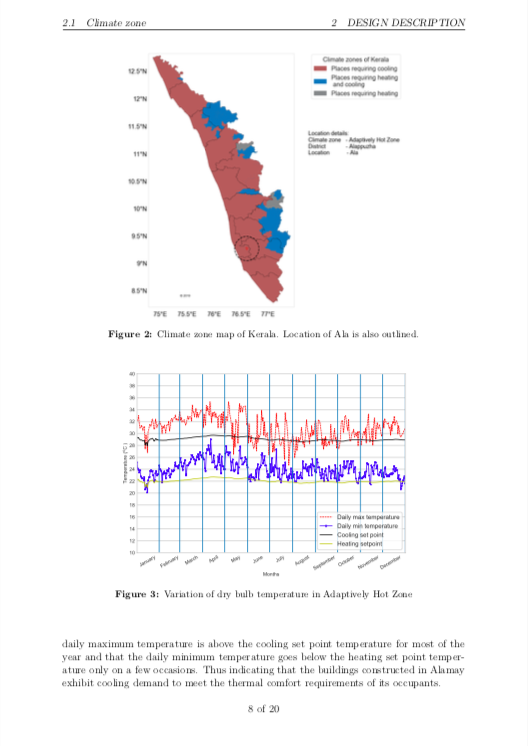 2.1 Climate zone
2 DESIGN DESCRIPTION
Climate zones of Kerala
Places requiring cooling
Places requiring heating
and cooling
Places requiring heating
Location details:
Climate zone - Adaptively Hot Zone
District - Alappuzha
Location - Ala
12.5°N
12°N
11.5°N
11°N
10.5°N
10°N
9.5°N
9°N
8.5°N
75°E 75.5°E 76°E 76.5°E 77°E
Figure 2: Climate zone map of Kerala. Location of Ala is also outlined.
40
38
36
34
32
30
28
26
24
22
20
18
16
14
12
10
Temperature (°C)
Daily max temperature
Daily min temperature
Cooling set point
Heating setpoint
January February March April May June July August September October November December
Months
Figure 3: Variation of dry bulb temperature in Adaptively Hot Zone
daily maximum temperature is above the cooling set point temperature for most of the
year and that the daily minimum temperature goes below the heating set point temper-
ature only on a few occasions. Thus indicating that the buildings constructed in Alamay
exhibit cooling demand to meet the thermal comfort requirements of its occupants.
8 of 20